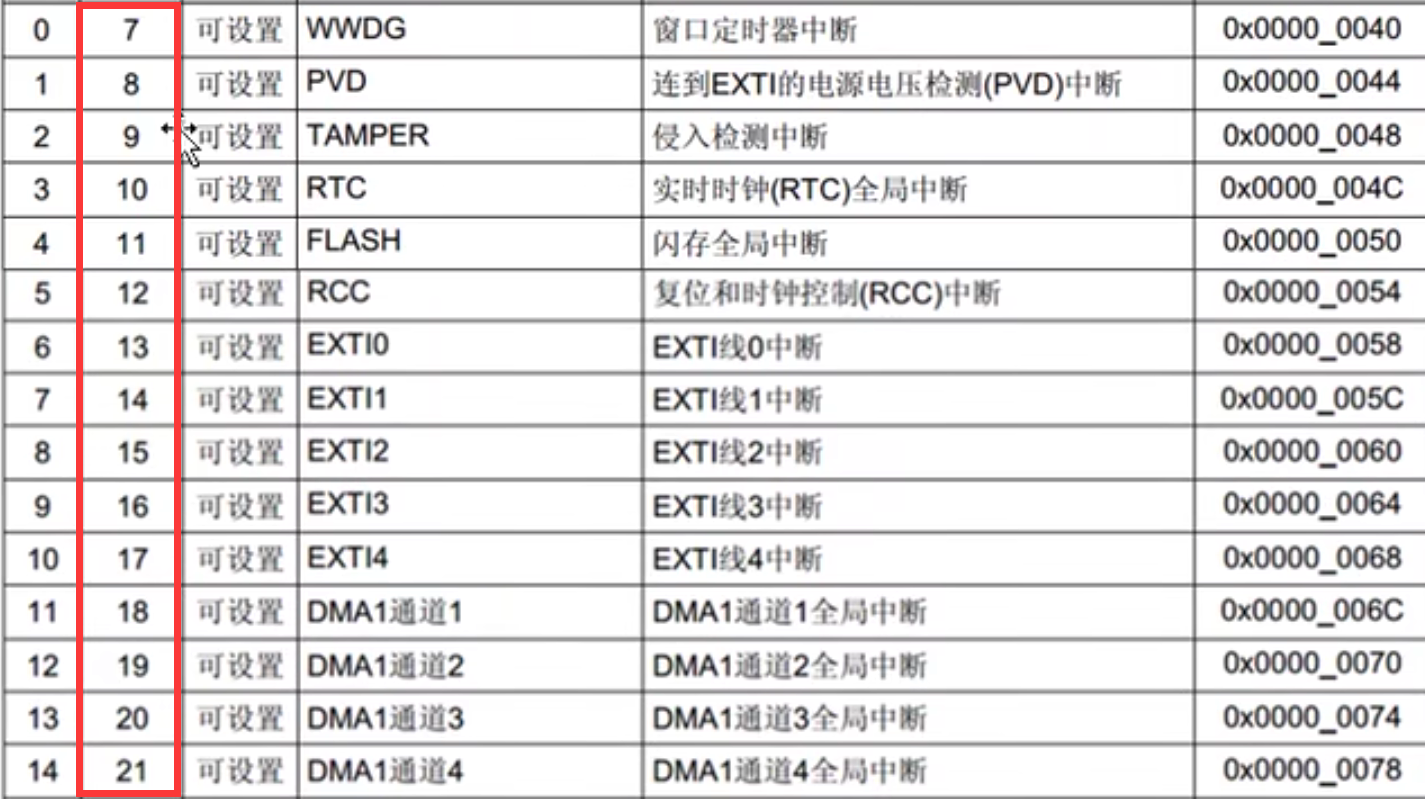 0 7 可设置 WWDG 窗口定时器中断 0x0000_0040
1 8 可设置 PVD 连到EXTI的电源电压检测(PVD)中断 0x0000_0044
2 9 可设置 TAMPER 侵入检测中断 0x0000_0048
3 10 可设置 RTC 实时时钟(RTC)全局中断 0x0000_004C
4 11 可设置 FLASH 闪存全局中断 0x0000_0050
5 12 可设置 RCC 复位和时钟控制(RCC)中断 0x0000_0054
6 13 可设置 EXTI0 EXTI线0中断 0x0000_0058
7 14 可设置 EXTI1 EXTI线1中断 0x0000_005C
8 15 可设置 EXTI2 EXTI线2中断 0x0000_0060
9 16 可设置 EXTI3 EXTI线3中断 0x0000_0064
10 17 可设置 EXTI4 EXTI线4中断 0x0000_0068
11 18 可设置 DMA1通道1 DMA1通道1全局中断 0x0000_006C
12 19 可设置 DMA1通道2 DMA1通道2全局中断 0x0000_0070
13 20 可设置 DMA1通道3 DMA1通道3全局中断 0x0000_0074
14 21 可设置 DMA1通道4 DMA1通道4全局中断 0x0000_0078